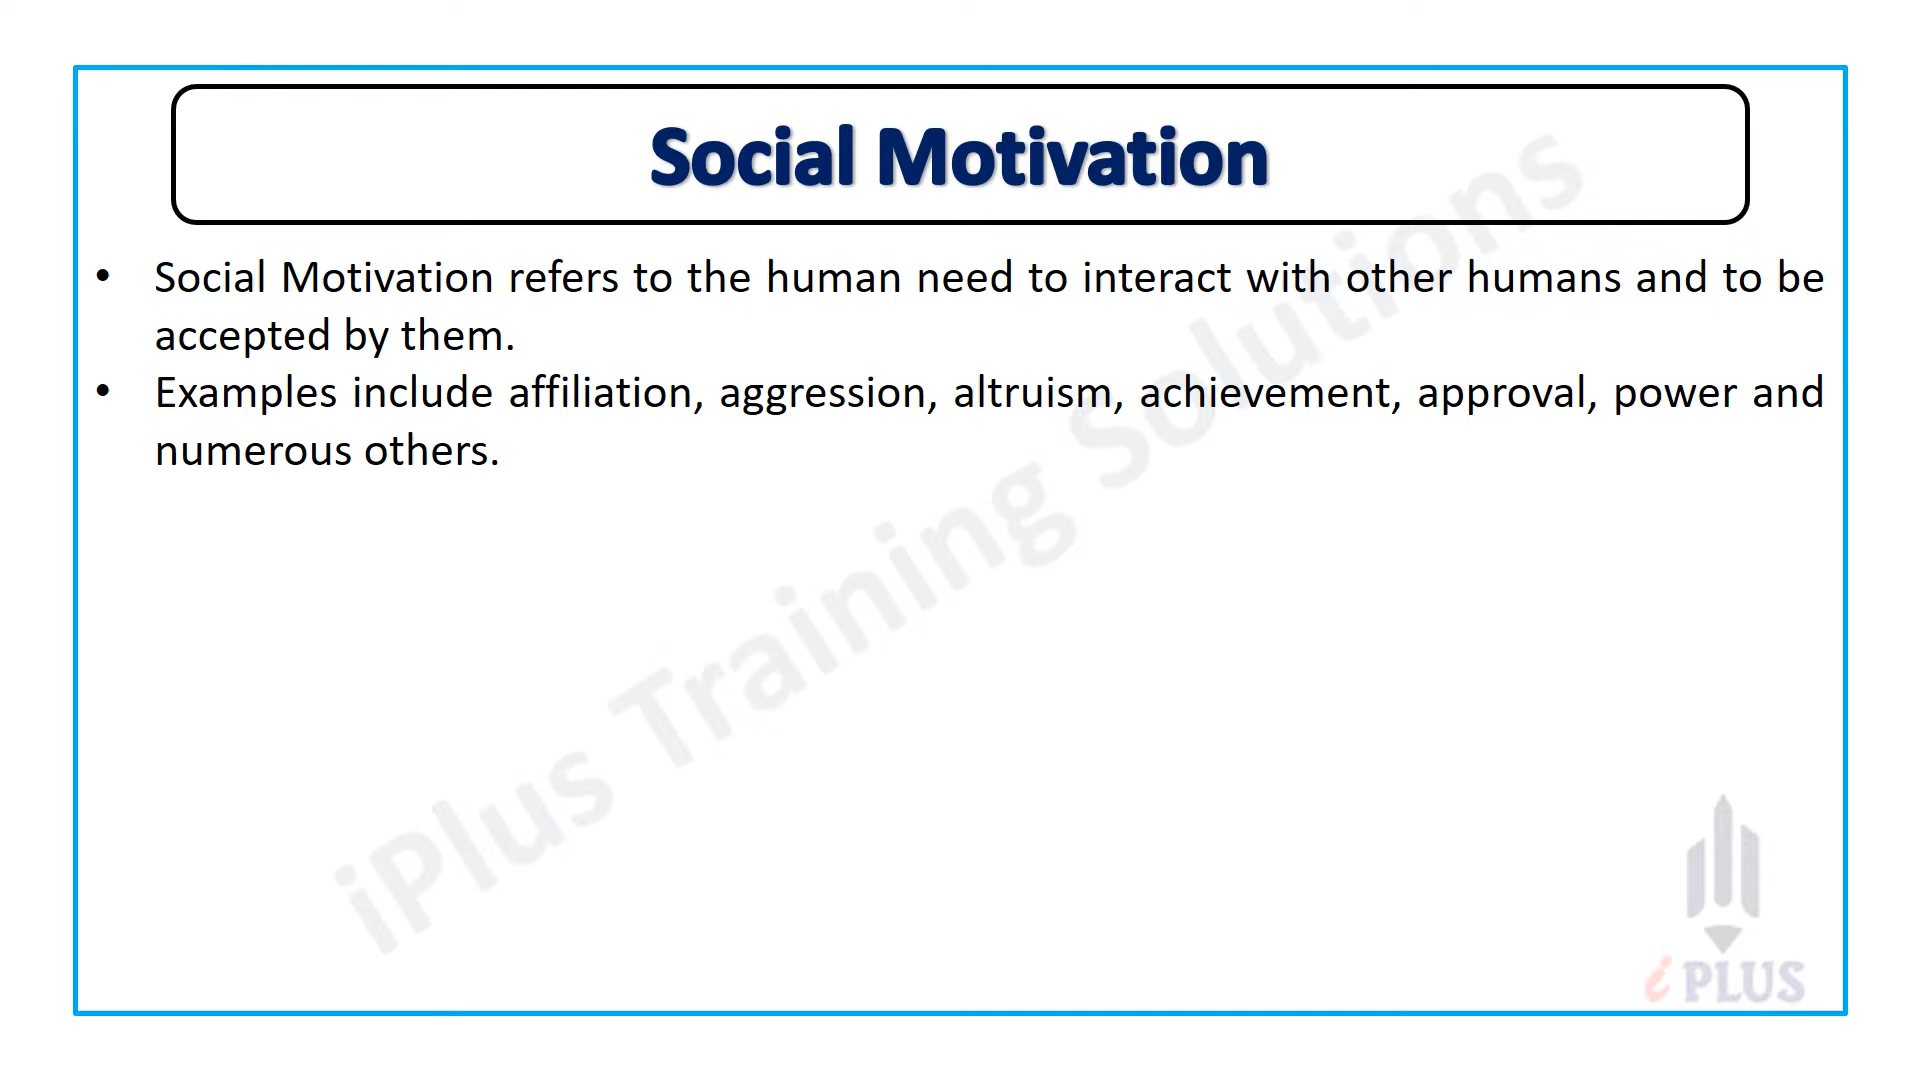 Social Motivation
• Social Motivation refers to the human need to interact with other humans and to be
accepted by them.
• Examples include affiliation, aggression, altruism, achievement, approval, power and
numerous others.
iPlus Training Solutions
i PLUS